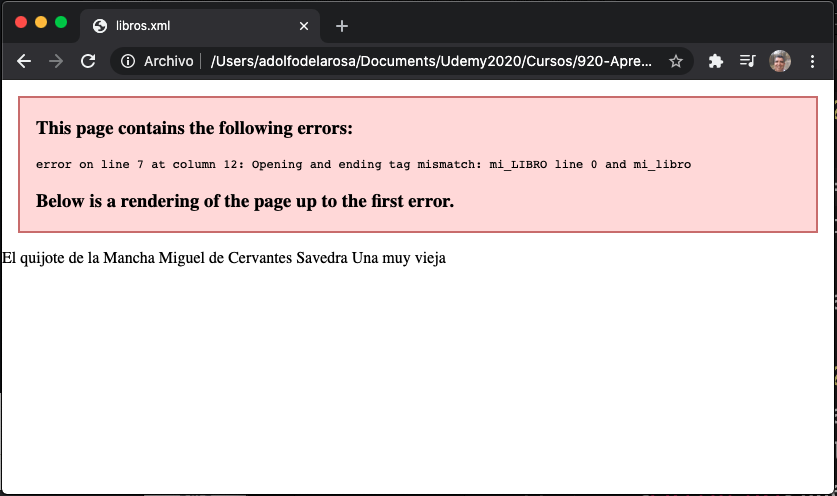 libros.xml
Archivo /Users/adolfodelarosa/Documents/Udemy2020/Cursos/920-Apre...
This page contains the following errors:
error on line 7 at column 12: Opening and ending tag mismatch: mi_LIBRO line 0 and mi_libro
Below is a rendering of the page up to the first error.
El quijote de la Mancha Miguel de Cervantes Savedra Una muy vieja